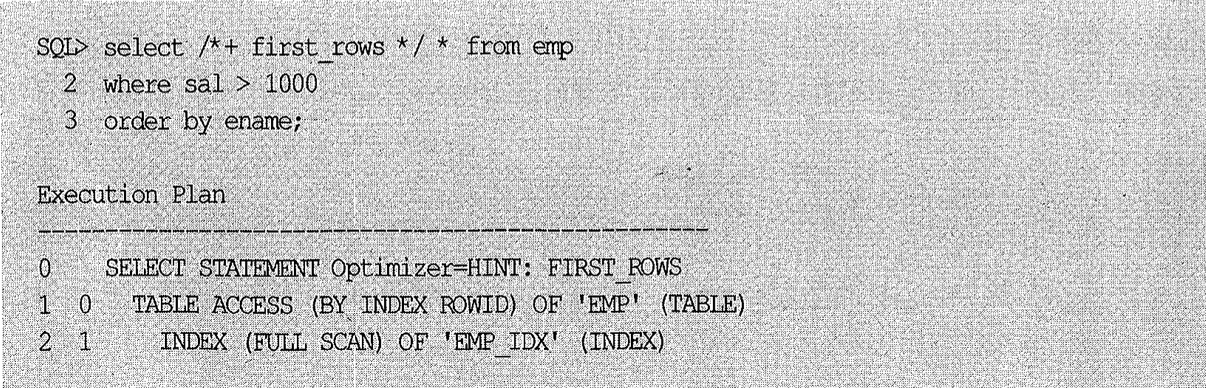 SQL> select /*+ first_rows */ * from emp
2 where sal > 1000
3 order by ename;
Execution Plan
----------------------------------------------------------
0 SELECT STATEMENT Optimizer=HINT: FIRST_ROWS
1 0 TABLE ACCESS (BY INDEX ROWID) OF 'EMP' (TABLE)
2 1 INDEX (FULL SCAN) OF 'EMP_IDX' (INDEX)